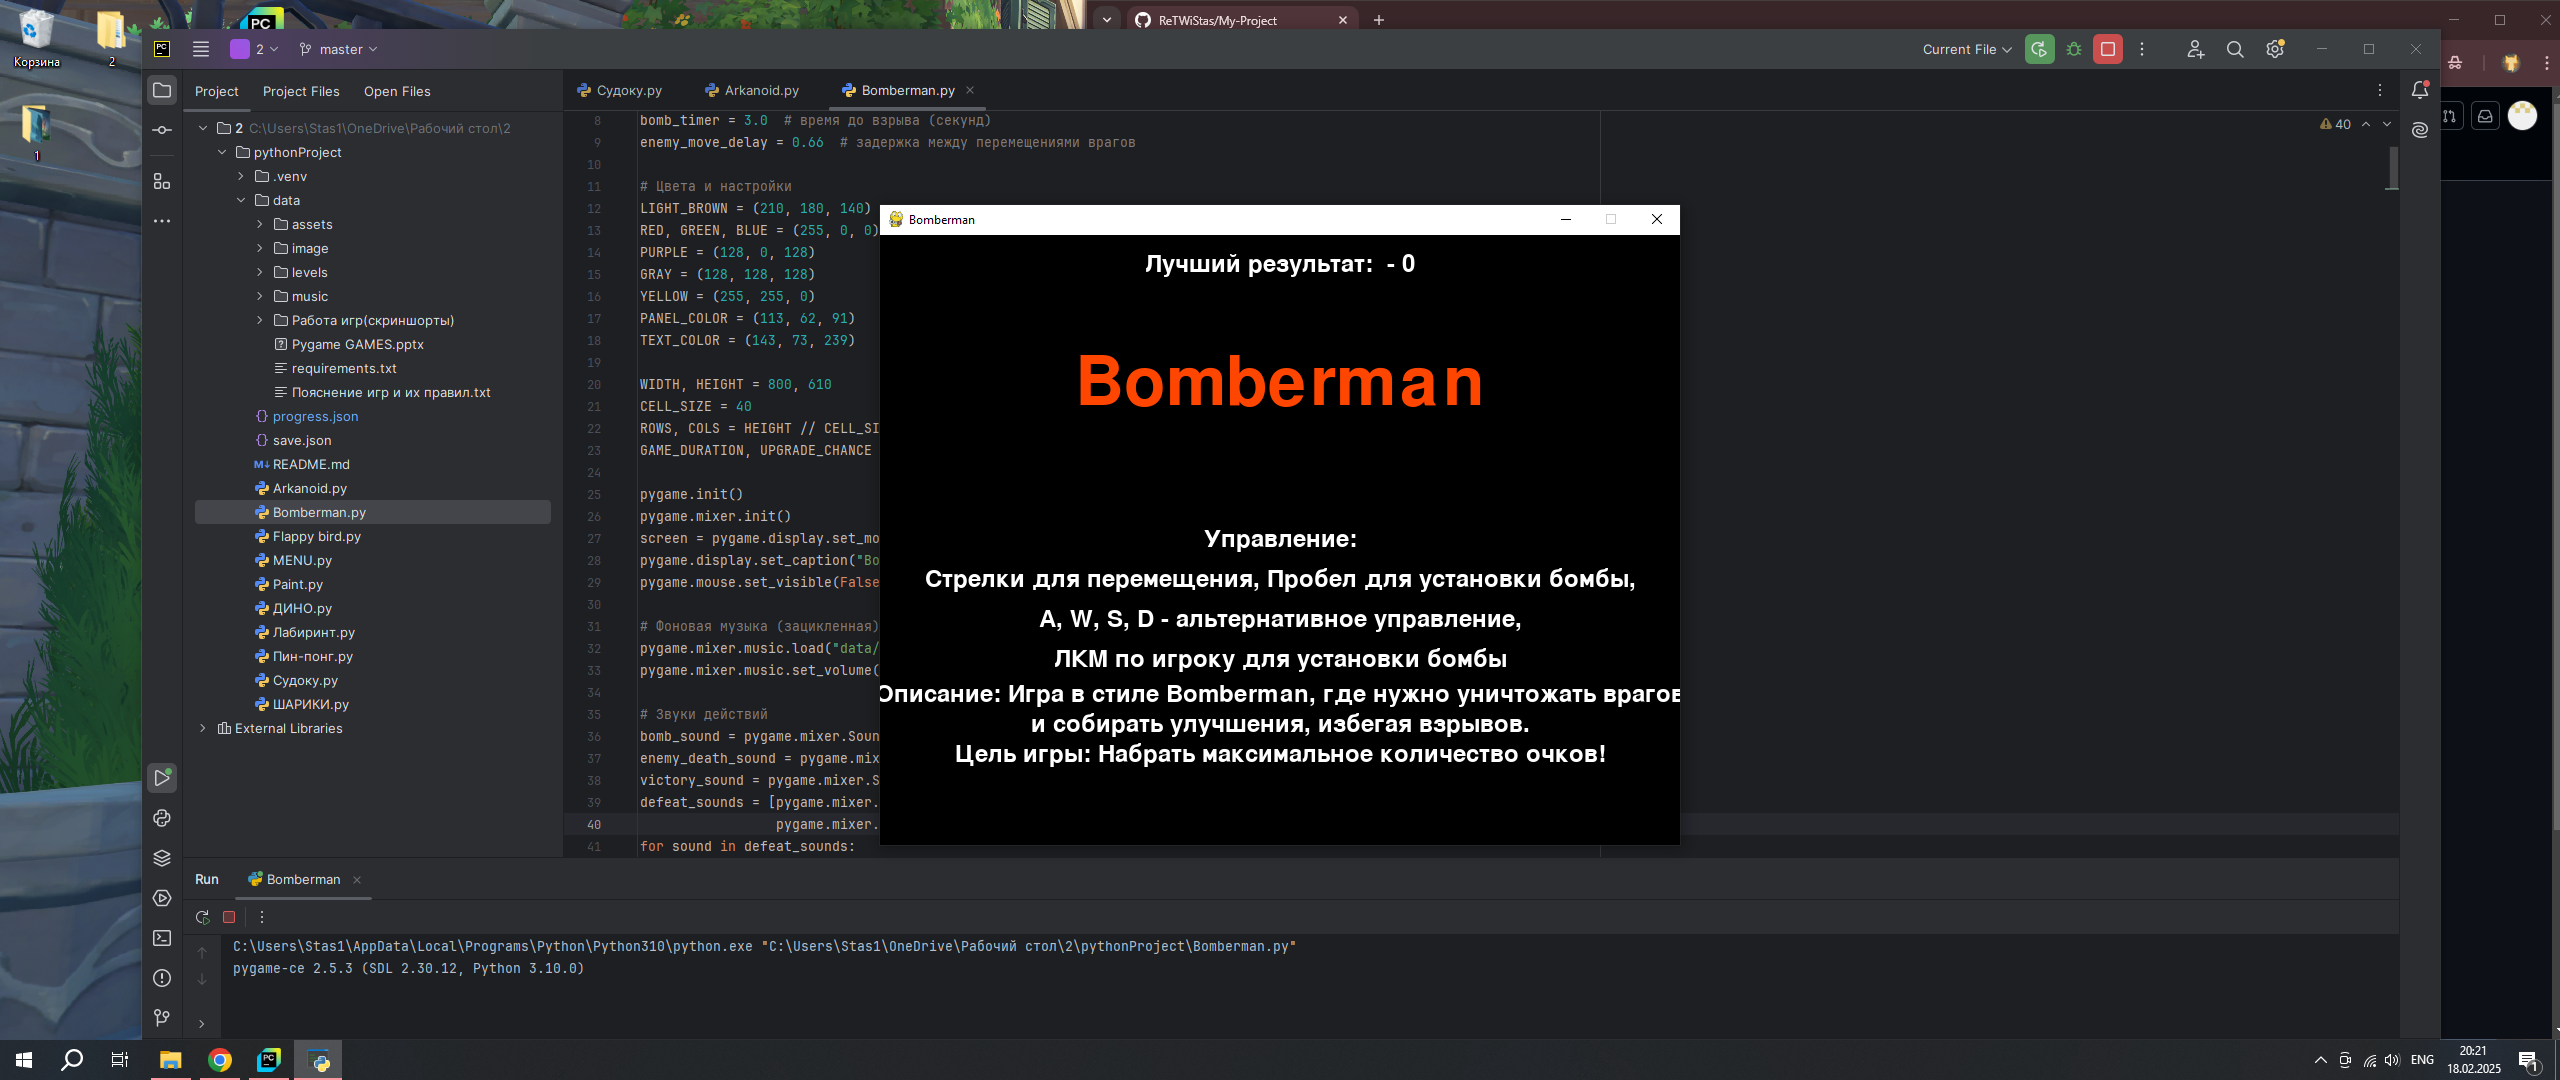 Корзина
2
1
ReTWiStas/My-Project
PC
2
master
Current File
Project
Project Files
Open Files
2 C:\Users\Stas1\OneDrive\Рабочий стол\2
pythonProject
.venv
data
assets
image
levels
music
Работа игр(скриншорты)
Pygame GAMES.pptx
requirements.txt
Пояснение игр и их правил.txt
progress.json
save.json
README.md
Arkanoid.py
Bomberman.py
Flappy bird.py
MENU.py
Paint.py
ДИНО.py
Лабиринт.py
Пин-понг.py
Судоку.py
ШАРИКИ.py
External Libraries
Судоку.py
Arkanoid.py
Bomberman.py
40
8 bomb_timer = 3.0 # время до взрыва (секунд)
9 enemy_move_delay = 0.66 # задержка между перемещениями врагов
10
11 # Цвета и настройки
12 LIGHT_BROWN = (210, 180, 140)
13 RED, GREEN, BLUE = (255, 0, 0)
14 PURPLE = (128, 0, 128)
15 GRAY = (128, 128, 128)
16 YELLOW = (255, 255, 0)
17 PANEL_COLOR = (113, 62, 91)
18 TEXT_COLOR = (143, 73, 239)
19
20 WIDTH, HEIGHT = 800, 610
21 CELL_SIZE = 40
22 ROWS, COLS = HEIGHT // CELL_SI
23 GAME_DURATION, UPGRADE_CHANCE
24
25 pygame.init()
26 pygame.mixer.init()
27 screen = pygame.display.set_mo
28 pygame.display.set_caption("Bo
29 pygame.mouse.set_visible(False
30
31 # Фоновая музыка (зацикленная)
32 pygame.mixer.music.load("data/
33 pygame.mixer.music.set_volume(
34
35 # Звуки действий
36 bomb_sound = pygame.mixer.Soun
37 enemy_death_sound = pygame.mix
38 victory_sound = pygame.mixer.S
39 defeat_sounds = [pygame.mixer.
40 pygame.mixer.
41 for sound in defeat_sounds:
Bomberman
Лучший результат: - 0
Bomberman
Управление:
Стрелки для перемещения, Пробел для установки бомбы,
A, W, S, D - альтернативное управление,
ЛКМ по игроку для установки бомбы
Описание: Игра в стиле Bomberman, где нужно уничтожать врагов
и собирать улучшения, избегая взрывов.
Цель игры: Набрать максимальное количество очков!
Run
Bomberman
C:\Users\Stas1\AppData\Local\Programs\Python\Python310\python.exe "C:\Users\Stas1\OneDrive\Рабочий стол\2\pythonProject\Bomberman.py"
pygame-ce 2.5.3 (SDL 2.30.12, Python 3.10.0)
ENG
20:21
18.02.2025
1